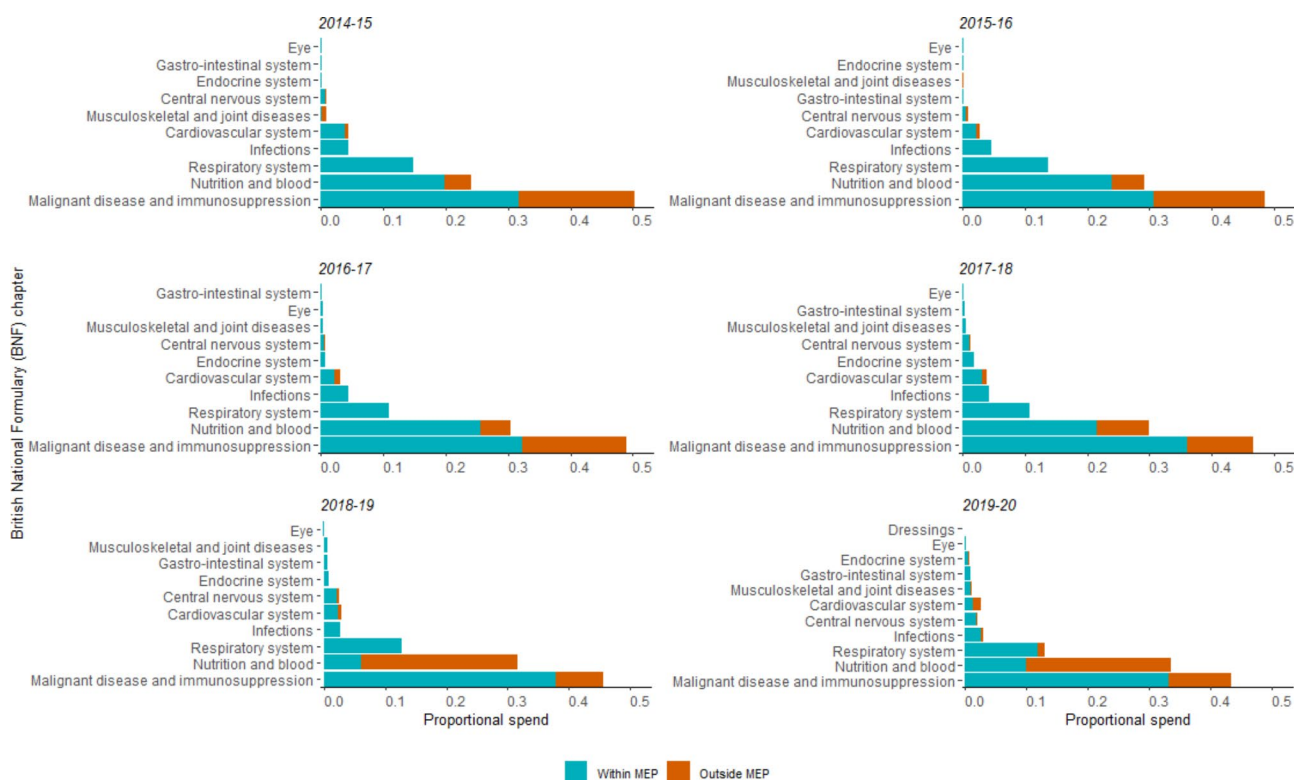 2014-15
Eye
Gastro-intestinal system
Endocrine system
Central nervous system
Musculoskeletal and joint diseases
Cardiovascular system
Infections
Respiratory system
Nutrition and blood
Malignant disease and immunosuppression
0.0 0.1 0.2 0.3 0.4 0.5
2015-16
Eye
Endocrine system
Musculoskeletal and joint diseases
Gastro-intestinal system
Central nervous system
Cardiovascular system
Infections
Respiratory system
Nutrition and blood
Malignant disease and immunosuppression
0.0 0.1 0.2 0.3 0.4 0.5
British National Formulary (BNF) chapter
2016-17
Gastro-intestinal system
Eye
Musculoskeletal and joint diseases
Central nervous system
Endocrine system
Cardiovascular system
Infections
Respiratory system
Nutrition and blood
Malignant disease and immunosuppression
0.0 0.1 0.2 0.3 0.4 0.5
2017-18
Eye
Gastro-intestinal system
Musculoskeletal and joint diseases
Central nervous system
Endocrine system
Cardiovascular system
Infections
Respiratory system
Nutrition and blood
Malignant disease and immunosuppression
0.0 0.1 0.2 0.3 0.4 0.5
2018-19
Eye
Musculoskeletal and joint diseases
Gastro-intestinal system
Endocrine system
Central nervous system
Cardiovascular system
Infections
Respiratory system
Nutrition and blood
Malignant disease and immunosuppression
0.0 0.1 0.2 0.3 0.4 0.5
Proportional spend
2019-20
Dressings
Eye
Endocrine system
Gastro-intestinal system
Musculoskeletal and joint diseases
Cardiovascular system
Central nervous system
Infections
Respiratory system
Nutrition and blood
Malignant disease and immunosuppression
0.0 0.1 0.2 0.3 0.4 0.5
Proportional spend
Within MEP Outside MEP